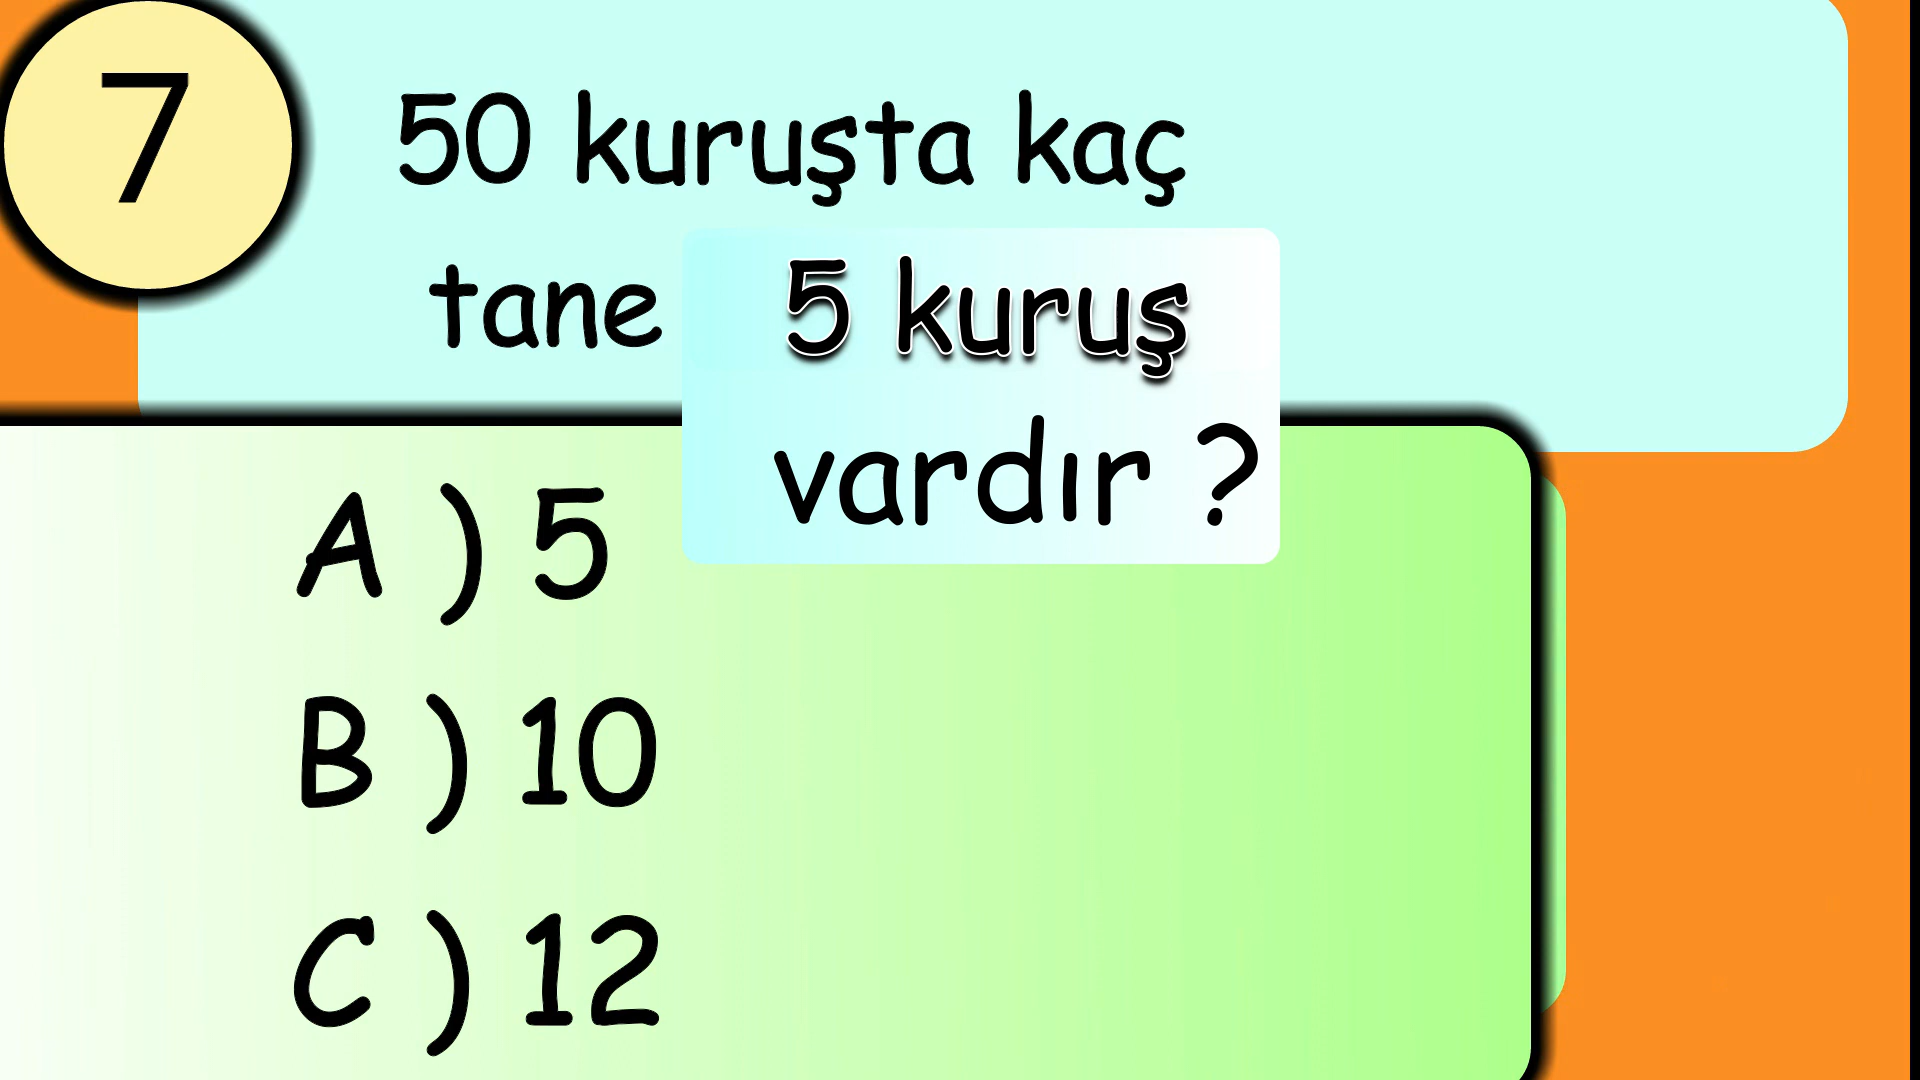 7
50 kuruşta kaç
tane 5 kuruş
vardır ?
A ) 5
B ) 10
C ) 12